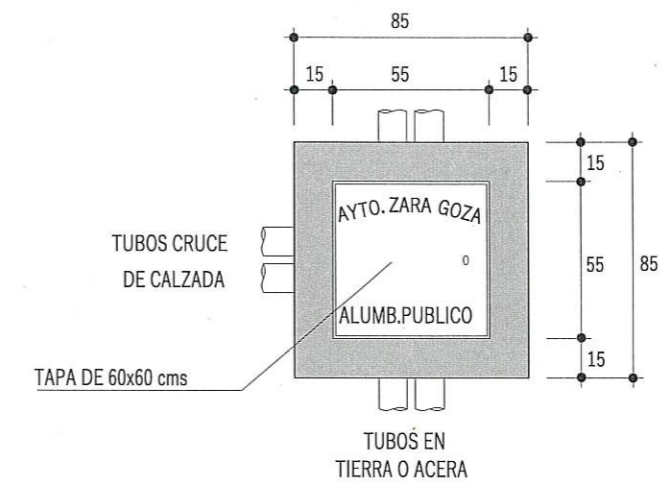 85
15 55 15
AYTO. ZARA GOZA
O
ALUMB.PUBLICO
TUBOS CRUCE
DE CALZADA
TAPA DE 60x60 cms
15
55
15
85
TUBOS EN
TIERRA O ACERA